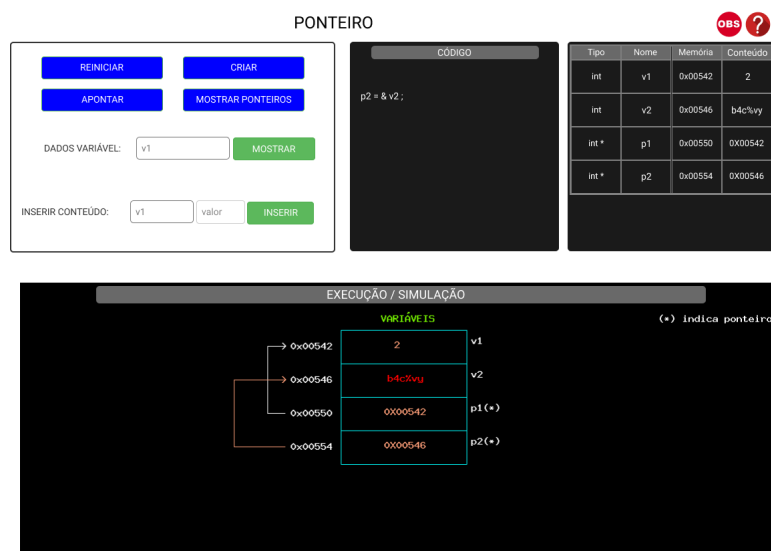 PONTEIRO
OBS ?
REINICIAR CRIAR
APONTAR MOSTRAR PONTEIROS
DADOS VARIÁVEL: v1 MOSTRAR
INSERIR CONTEÚDO: v1 valor INSERIR
CÓDIGO
p2 = & v2 ;
Tipo Nome Memória Conteúdo
int v1 0x00542 2
int v2 0x00546 b4c%vy
int * p1 0x00550 0X00542
int * p2 0x00554 0X00546
EXECUÇÃO / SIMULAÇÃO
VARIÁVEIS (*) indica ponteiro
0x00542 2 v1
0x00546 b4c%vy v2
0x00550 0X00542 p1(*)
0x00554 0X00546 p2(*)